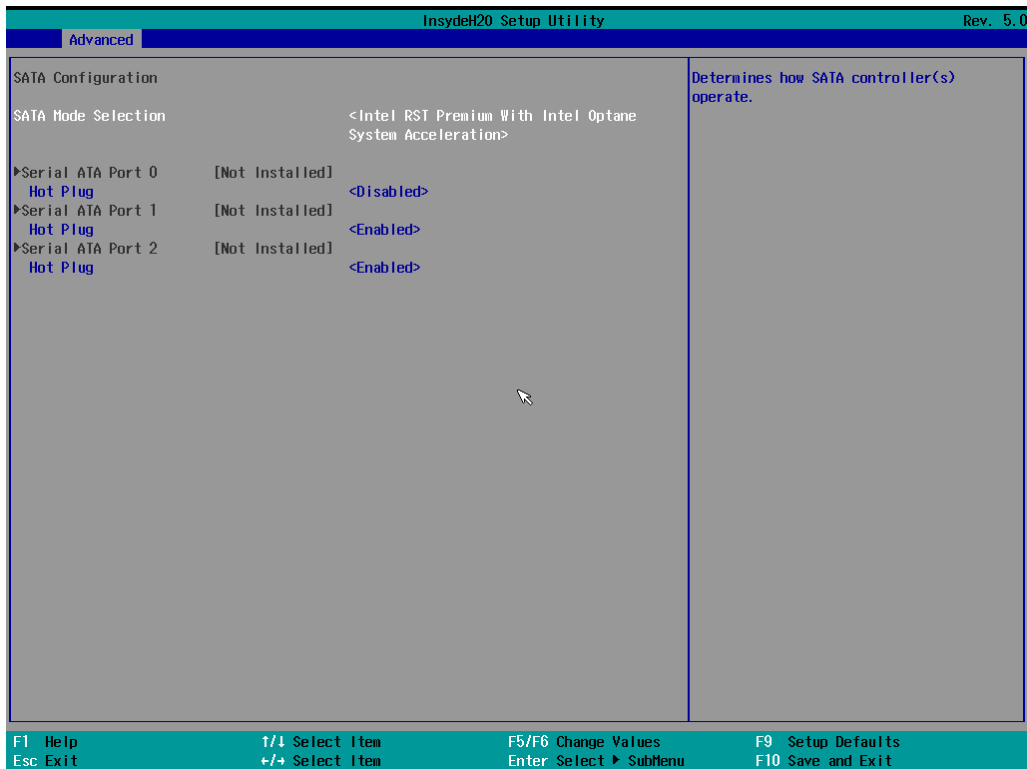 InsydeH20 Setup Utility Rev. 5.0
Advanced
SATA Configuration
SATA Mode Selection <Intel RST Premium With Intel Optane
System Acceleration>
▶Serial ATA Port 0 [Not Installed]
Hot Plug <Disabled>
▶Serial ATA Port 1 [Not Installed]
Hot Plug <Enabled>
▶Serial ATA Port 2 [Not Installed]
Hot Plug <Enabled>
Determines how SATA controller(s)
operate.
F1 Help ↑/↓ Select Item F5/F6 Change Values F9 Setup Defaults
Esc Exit ←/→ Select Item Enter Select ▶ SubMenu F10 Save and Exit